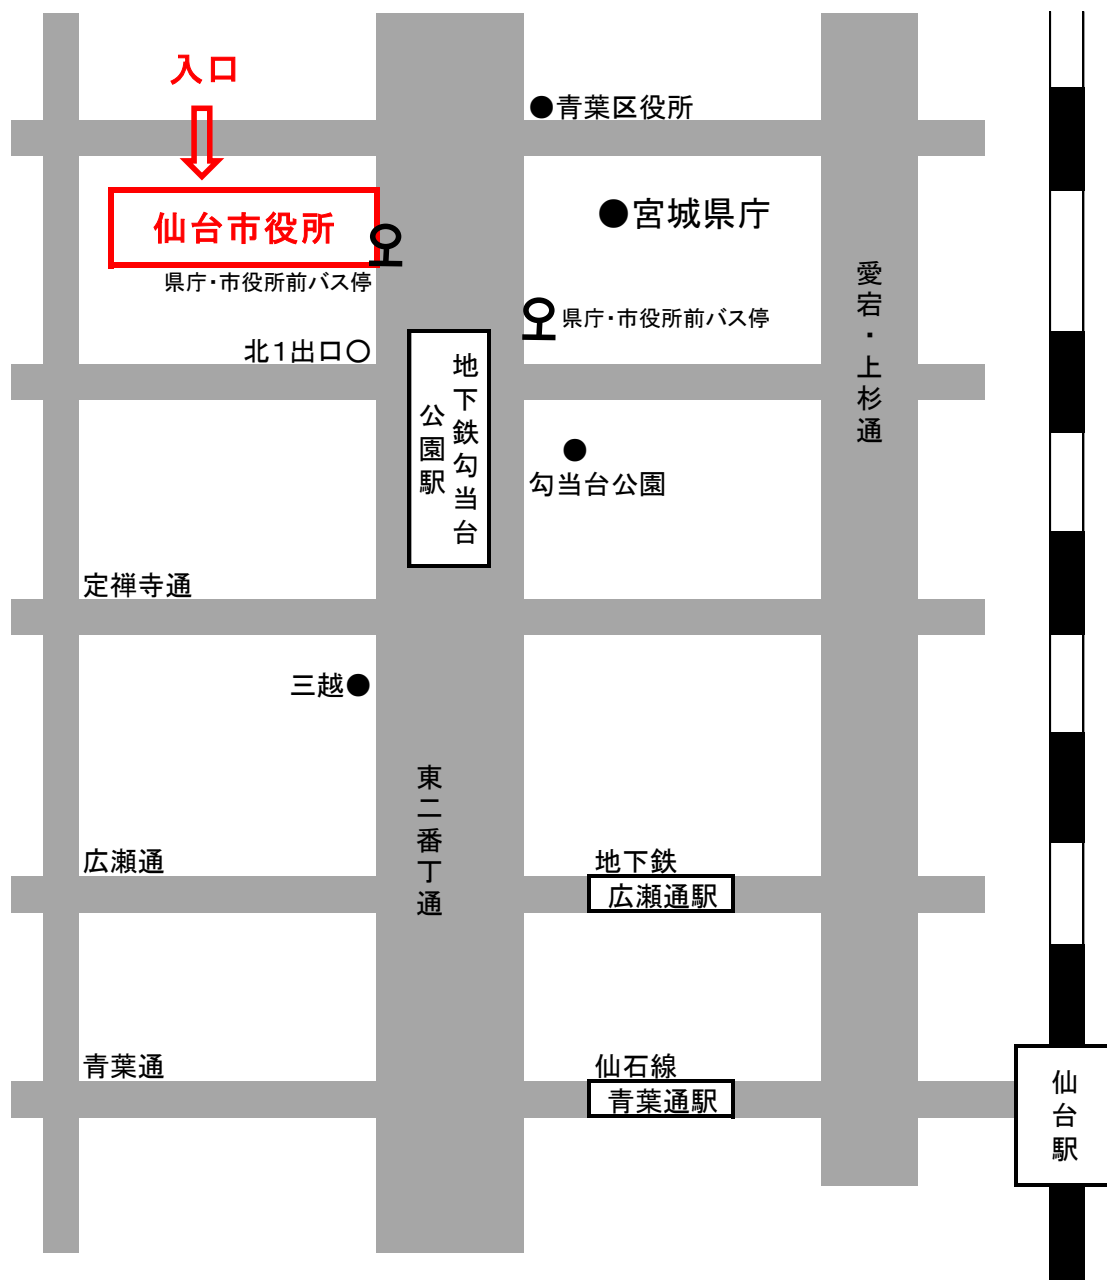 入口
●青葉区役所
仙台市役所
●宮城県庁
県庁・市役所前バス停
県庁・市役所前バス停
愛宕・上杉通
北1出口○
地下鉄勾当台
公園駅
勾当台公園
定禅寺通
三越●
東二番丁通
広瀬通
地下鉄
広瀬通駅
青葉通
仙石線
青葉通駅
仙台駅